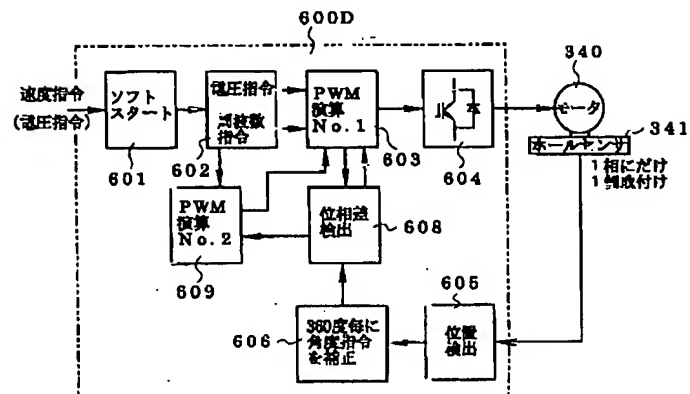 600D
速度指令
(電圧指令)
ソフト
スタート
601
電圧指令
周波数
指令
602
PWM
演算
No.1
603
604
340
モータ
341
ホールセンサ
1相にだけ
1個取付け
PWM
演算
No.2
609
位相差
検出
608
606
360度毎に
角度指令
を補正
605
位置
検出